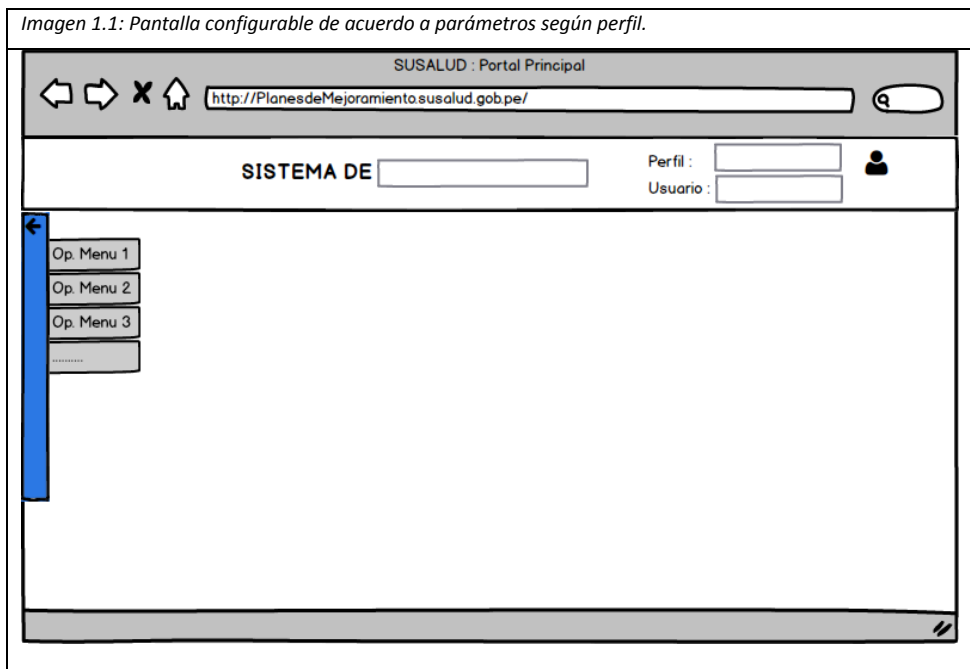 Imagen 1.1: Pantalla configurable de acuerdo a parámetros según perfil.
SUSALUD : Portal Principal
http://PlanesdeMejoramiento.susalud.gob.pe/
SISTEMA DE
Perfil :
Usuario :
Op. Menu 1
Op. Menu 2
Op. Menu 3
..........